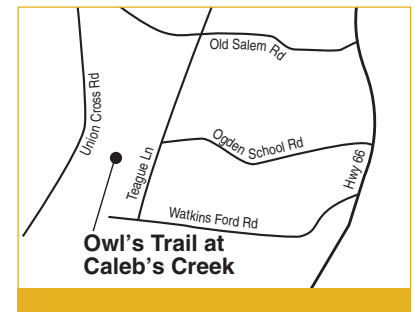 Old Salem Rd
Union Cross Rd
Ogden School Rd
Teague Ln
Hwy 66
Watkins Ford Rd
Owl's Trail at
Caleb's Creek